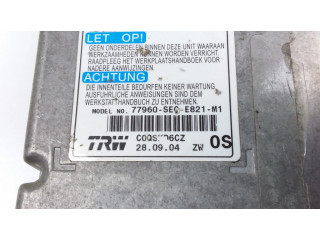 LET OP!
GEEN ONDERDELEN BINNEN DEZE UNIT WARAAN
WERKZAAMHEDEN KUNNEN WORDEN VERRICHT.
RAADPLEEG HET WERKPLAATSHANDBOEK VOOR
NADERE AANWIJZINGEN.
ACHTUNG
DIE INNENTEILE BEDÜRFEN KEINER WARTUNG.
AUSFÜHRLICHE ANWEISUNGEN SIND DEM
WERKSTATTHANDBUCH ZU ENTNEHMEN.
MODEL NO. 77960-SEC-E821-M1
TRW
28.09.04 ZW 0S